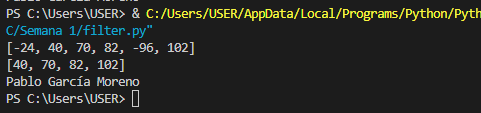 PS C:\Users\USER> & C:/Users/USER/AppData/Local/Programs/Python/Pyth
C/Semana 1/filter.py"
[-24, 40, 70, 82, -96, 102]
[40, 70, 82, 102]
Pablo García Moreno
PS C:\Users\USER>